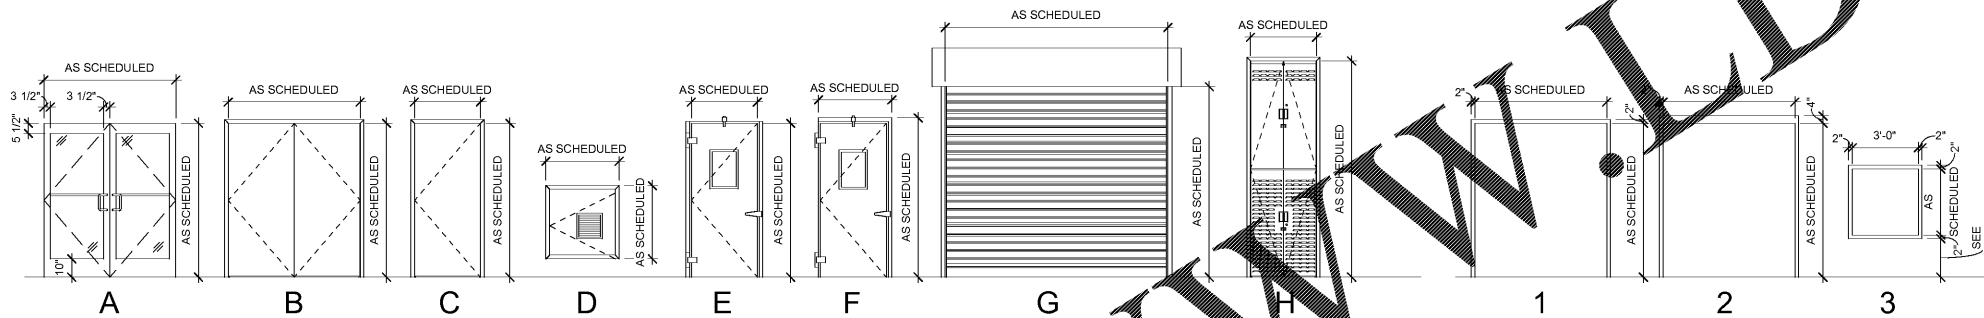 AS SCHEDULED
3 1/2" 3 1/2"
5 1/2"
10"
AS SCHEDULED
A
AS SCHEDULED
AS SCHEDULED
B
AS SCHEDULED
AS SCHEDULED
C
AS SCHEDULED
AS SCHEDULED
D
AS SCHEDULED
AS SCHEDULED
E
AS SCHEDULED
AS SCHEDULED
F
AS SCHEDULED
AS SCHEDULED
G
AS SCHEDULED
AS SCHEDULED
H
2" AS SCHEDULED
2"
AS SCHEDULED
1
AS SCHEDULED
4"
AS SCHEDULED
2
2" 3'-0" 2"
2"
AS SCHEDULED
2"
SEE
3
WWW.LD